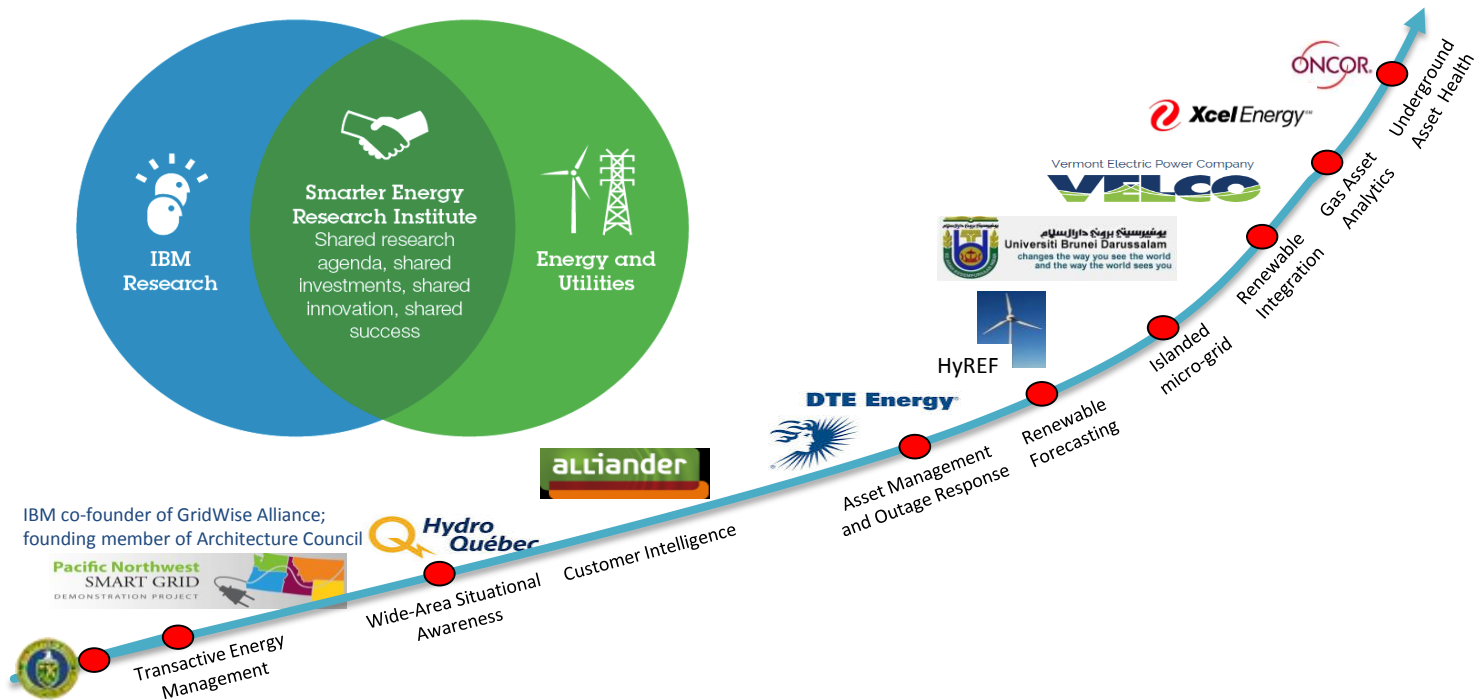 IBM
Research
Smarter Energy
Research Institute
Shared research
agenda, shared
investments, shared
innovation, shared
success
Energy and
Utilities
IBM co-founder of GridWise Alliance;
founding member of Architecture Council
Pacific Northwest
SMART GRID
DEMONSTRATION PROJECT
Transactive Energy
Management
Hydro
Québec
Wide-Area Situational
Awareness
alliander
Customer Intelligence
DTE Energy®
Asset Management
and Outage Response
HyREF
Renewable
Forecasting
يونيۏرسيتي بروني دارالسلام
Universiti Brunei Darussalam
changes the way you see the world
and the way the world sees you
Islanded
micro-grid
Vermont Electric Power Company
VELCO
Renewable
Integration
Xcel Energy℠
Gas Asset
Analytics
ONCOR®
Underground
Asset Health